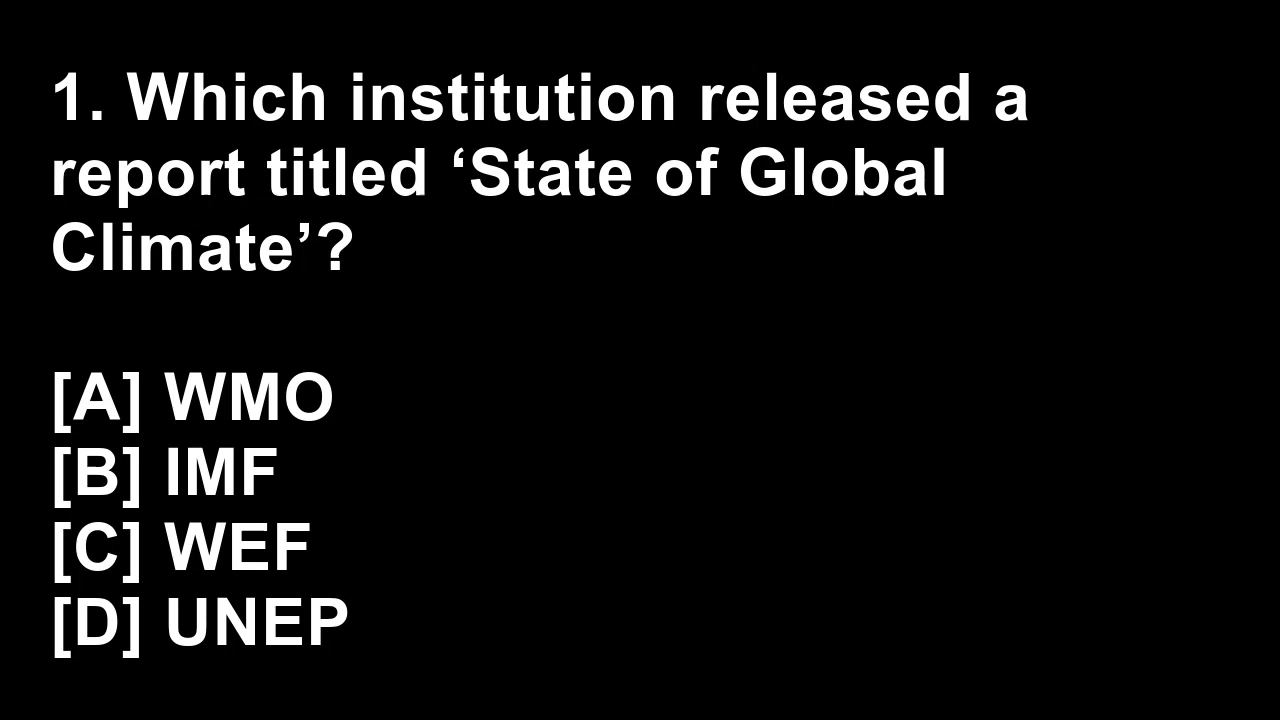 1. Which institution released a
report titled ‘State of Global
Climate’?
[A] WMO
[B] IMF
[C] WEF
[D] UNEP